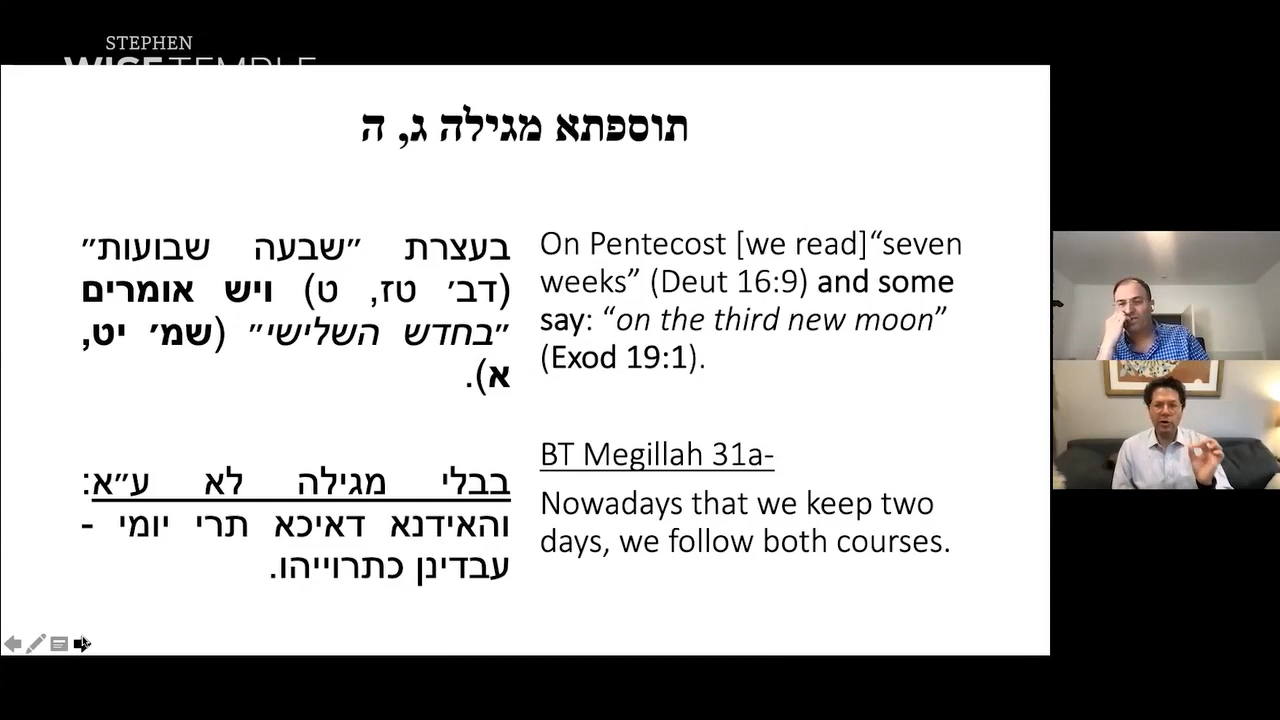 STEPHEN
WISE TEMPLE
תוספתא מגילה ג, ה
בעצרת ״שבעה שבועות״
(דב׳ טז, ט) ויש אומרים
״בחדש השלישי״ (שמ׳ יט,
א).
בבלי מגילה לא ע״א:
והאידנא דאיכא תרי יומי -
עבדינן כתרוייהו.
On Pentecost [we read]“seven
weeks” (Deut 16:9) and some
say: “on the third new moon”
(Exod 19:1).
BT Megillah 31a-
Nowadays that we keep two
days, we follow both courses.